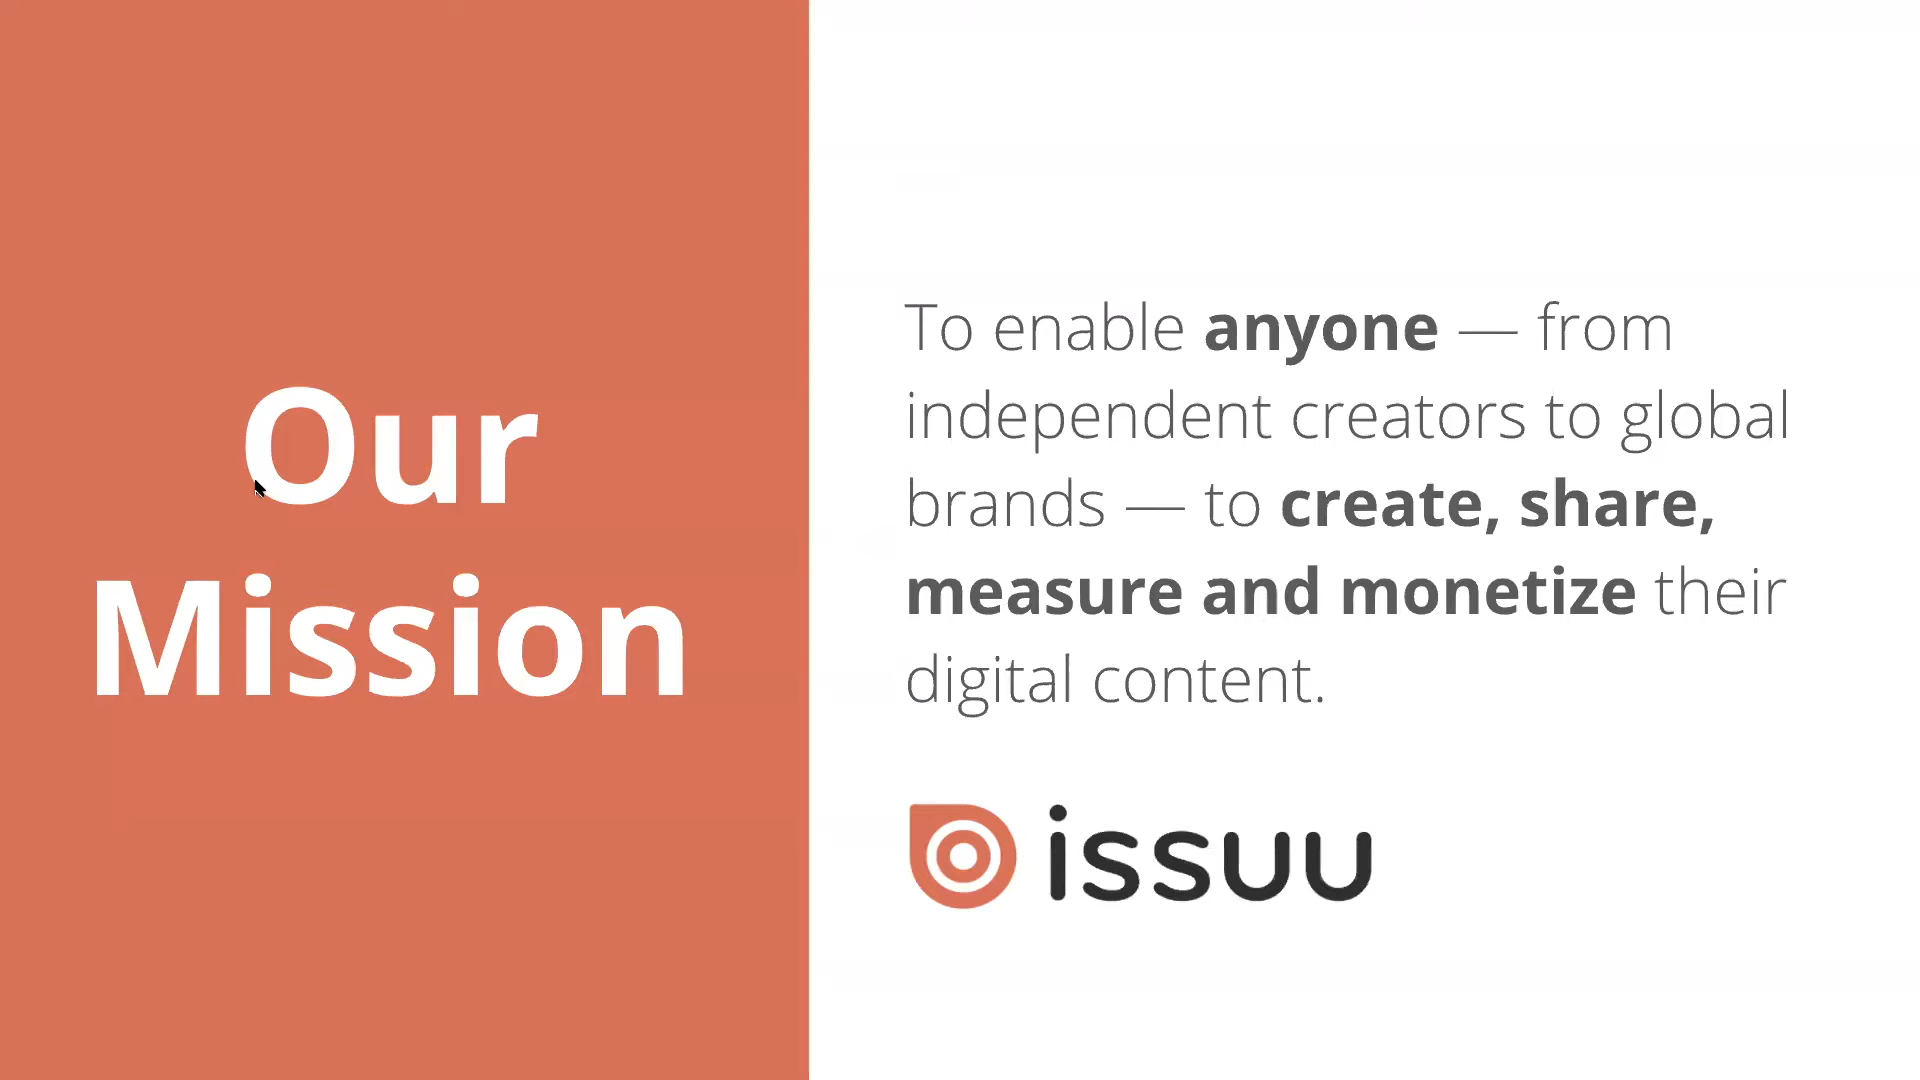 Our
Mission
To enable anyone — from
independent creators to global
brands — to create, share,
measure and monetize their
digital content.
issuu